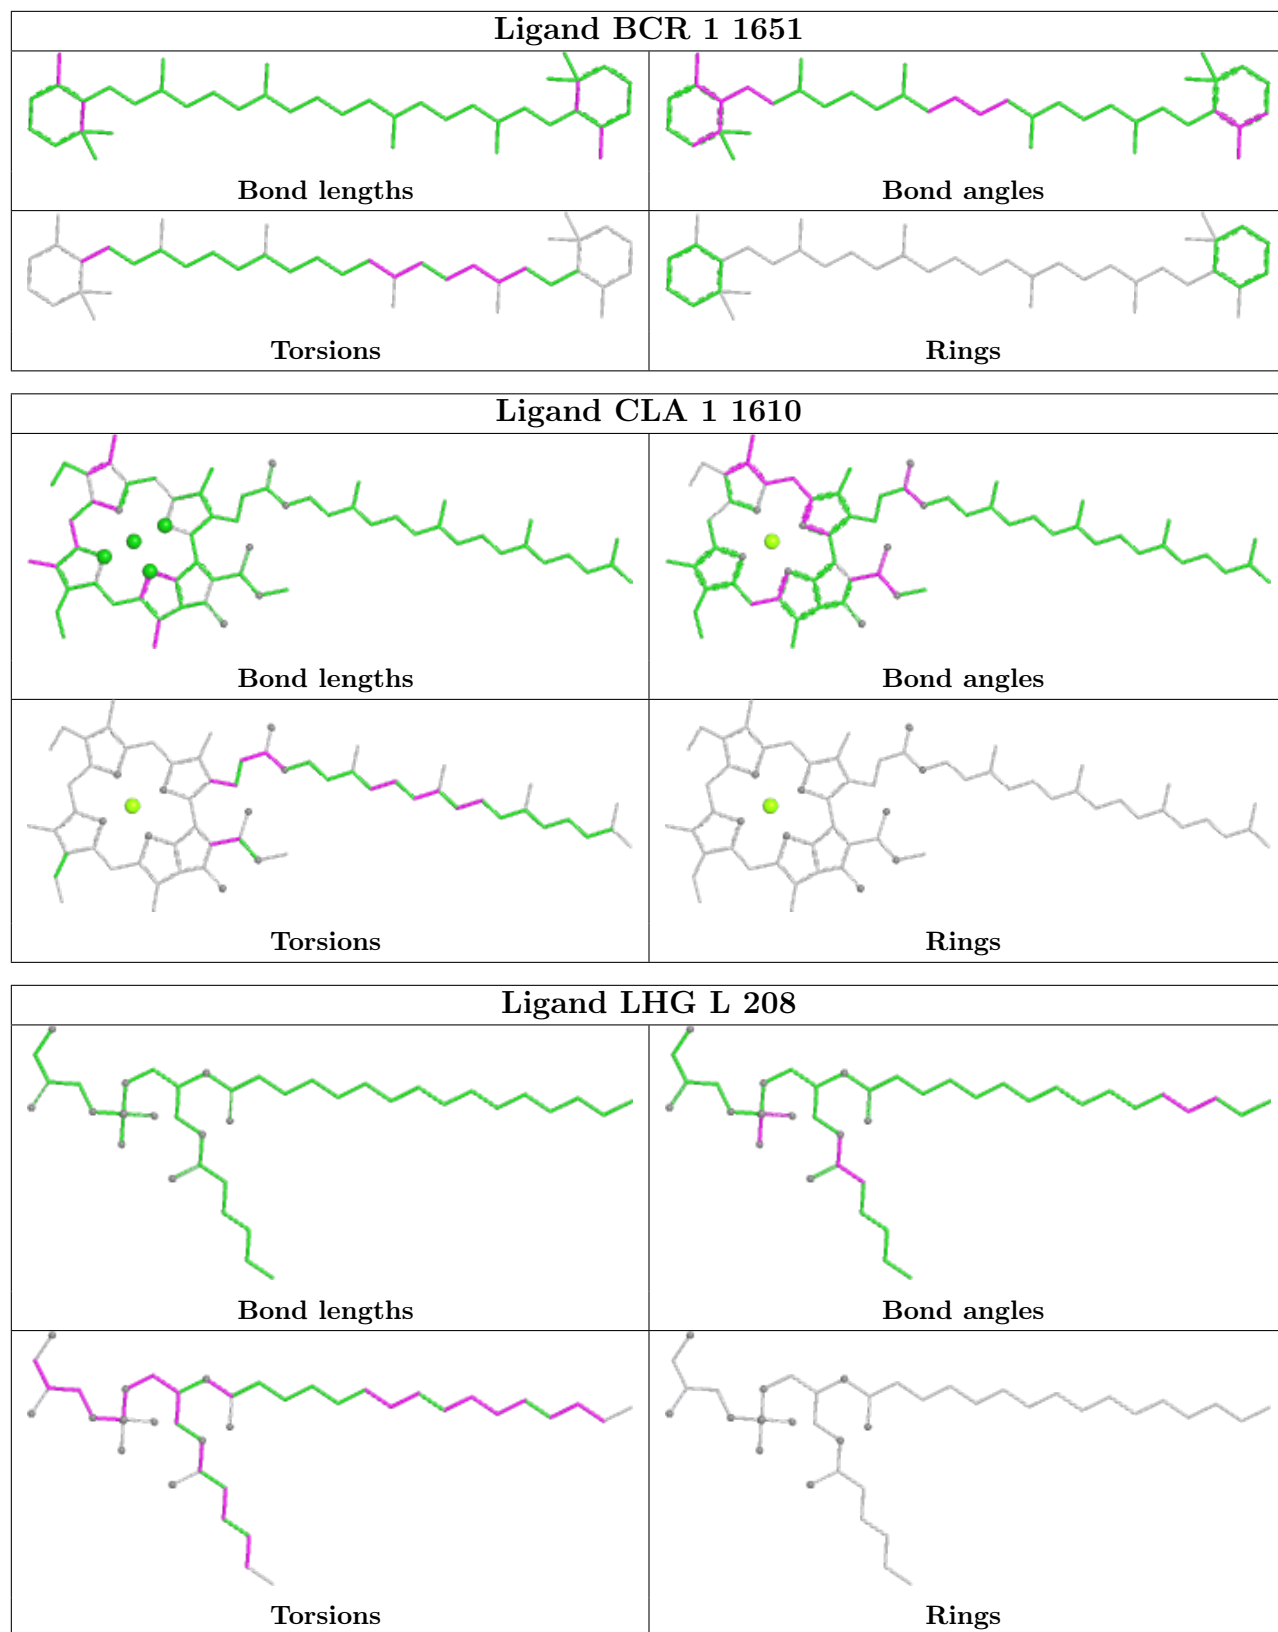 Ligand BCR 1 1651
Bond lengths
Bond angles
Torsions
Rings
Ligand CLA 1 1610
Bond lengths
Bond angles
Torsions
Rings
Ligand LHG L 208
Bond lengths
Bond angles
Torsions
Rings